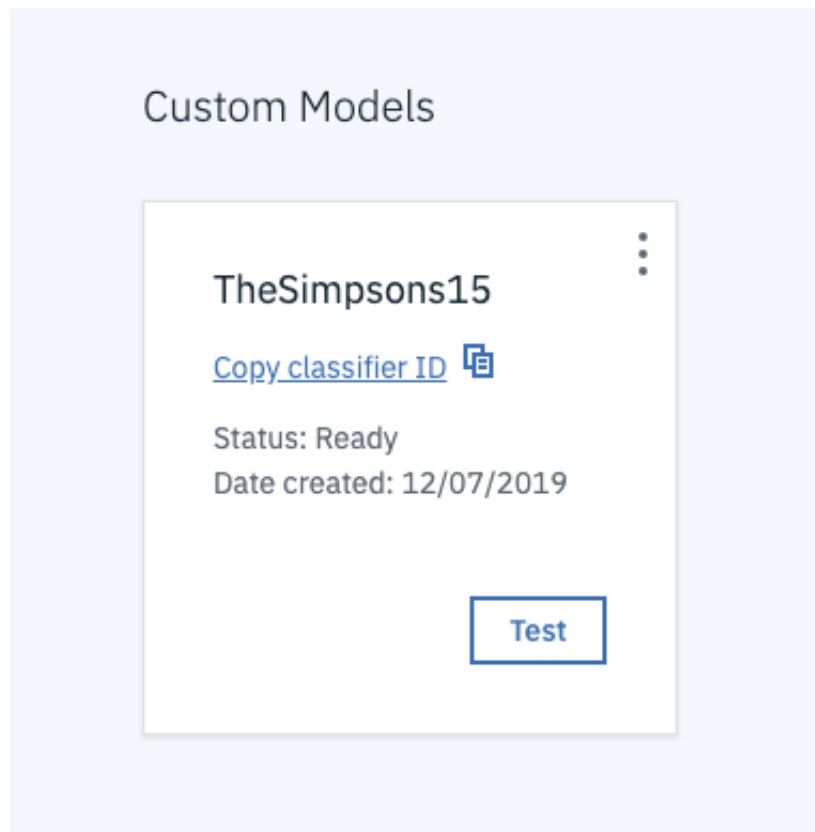 Custom Models
TheSimpsons15
Copy classifier ID
Status: Ready
Date created: 12/07/2019
Test